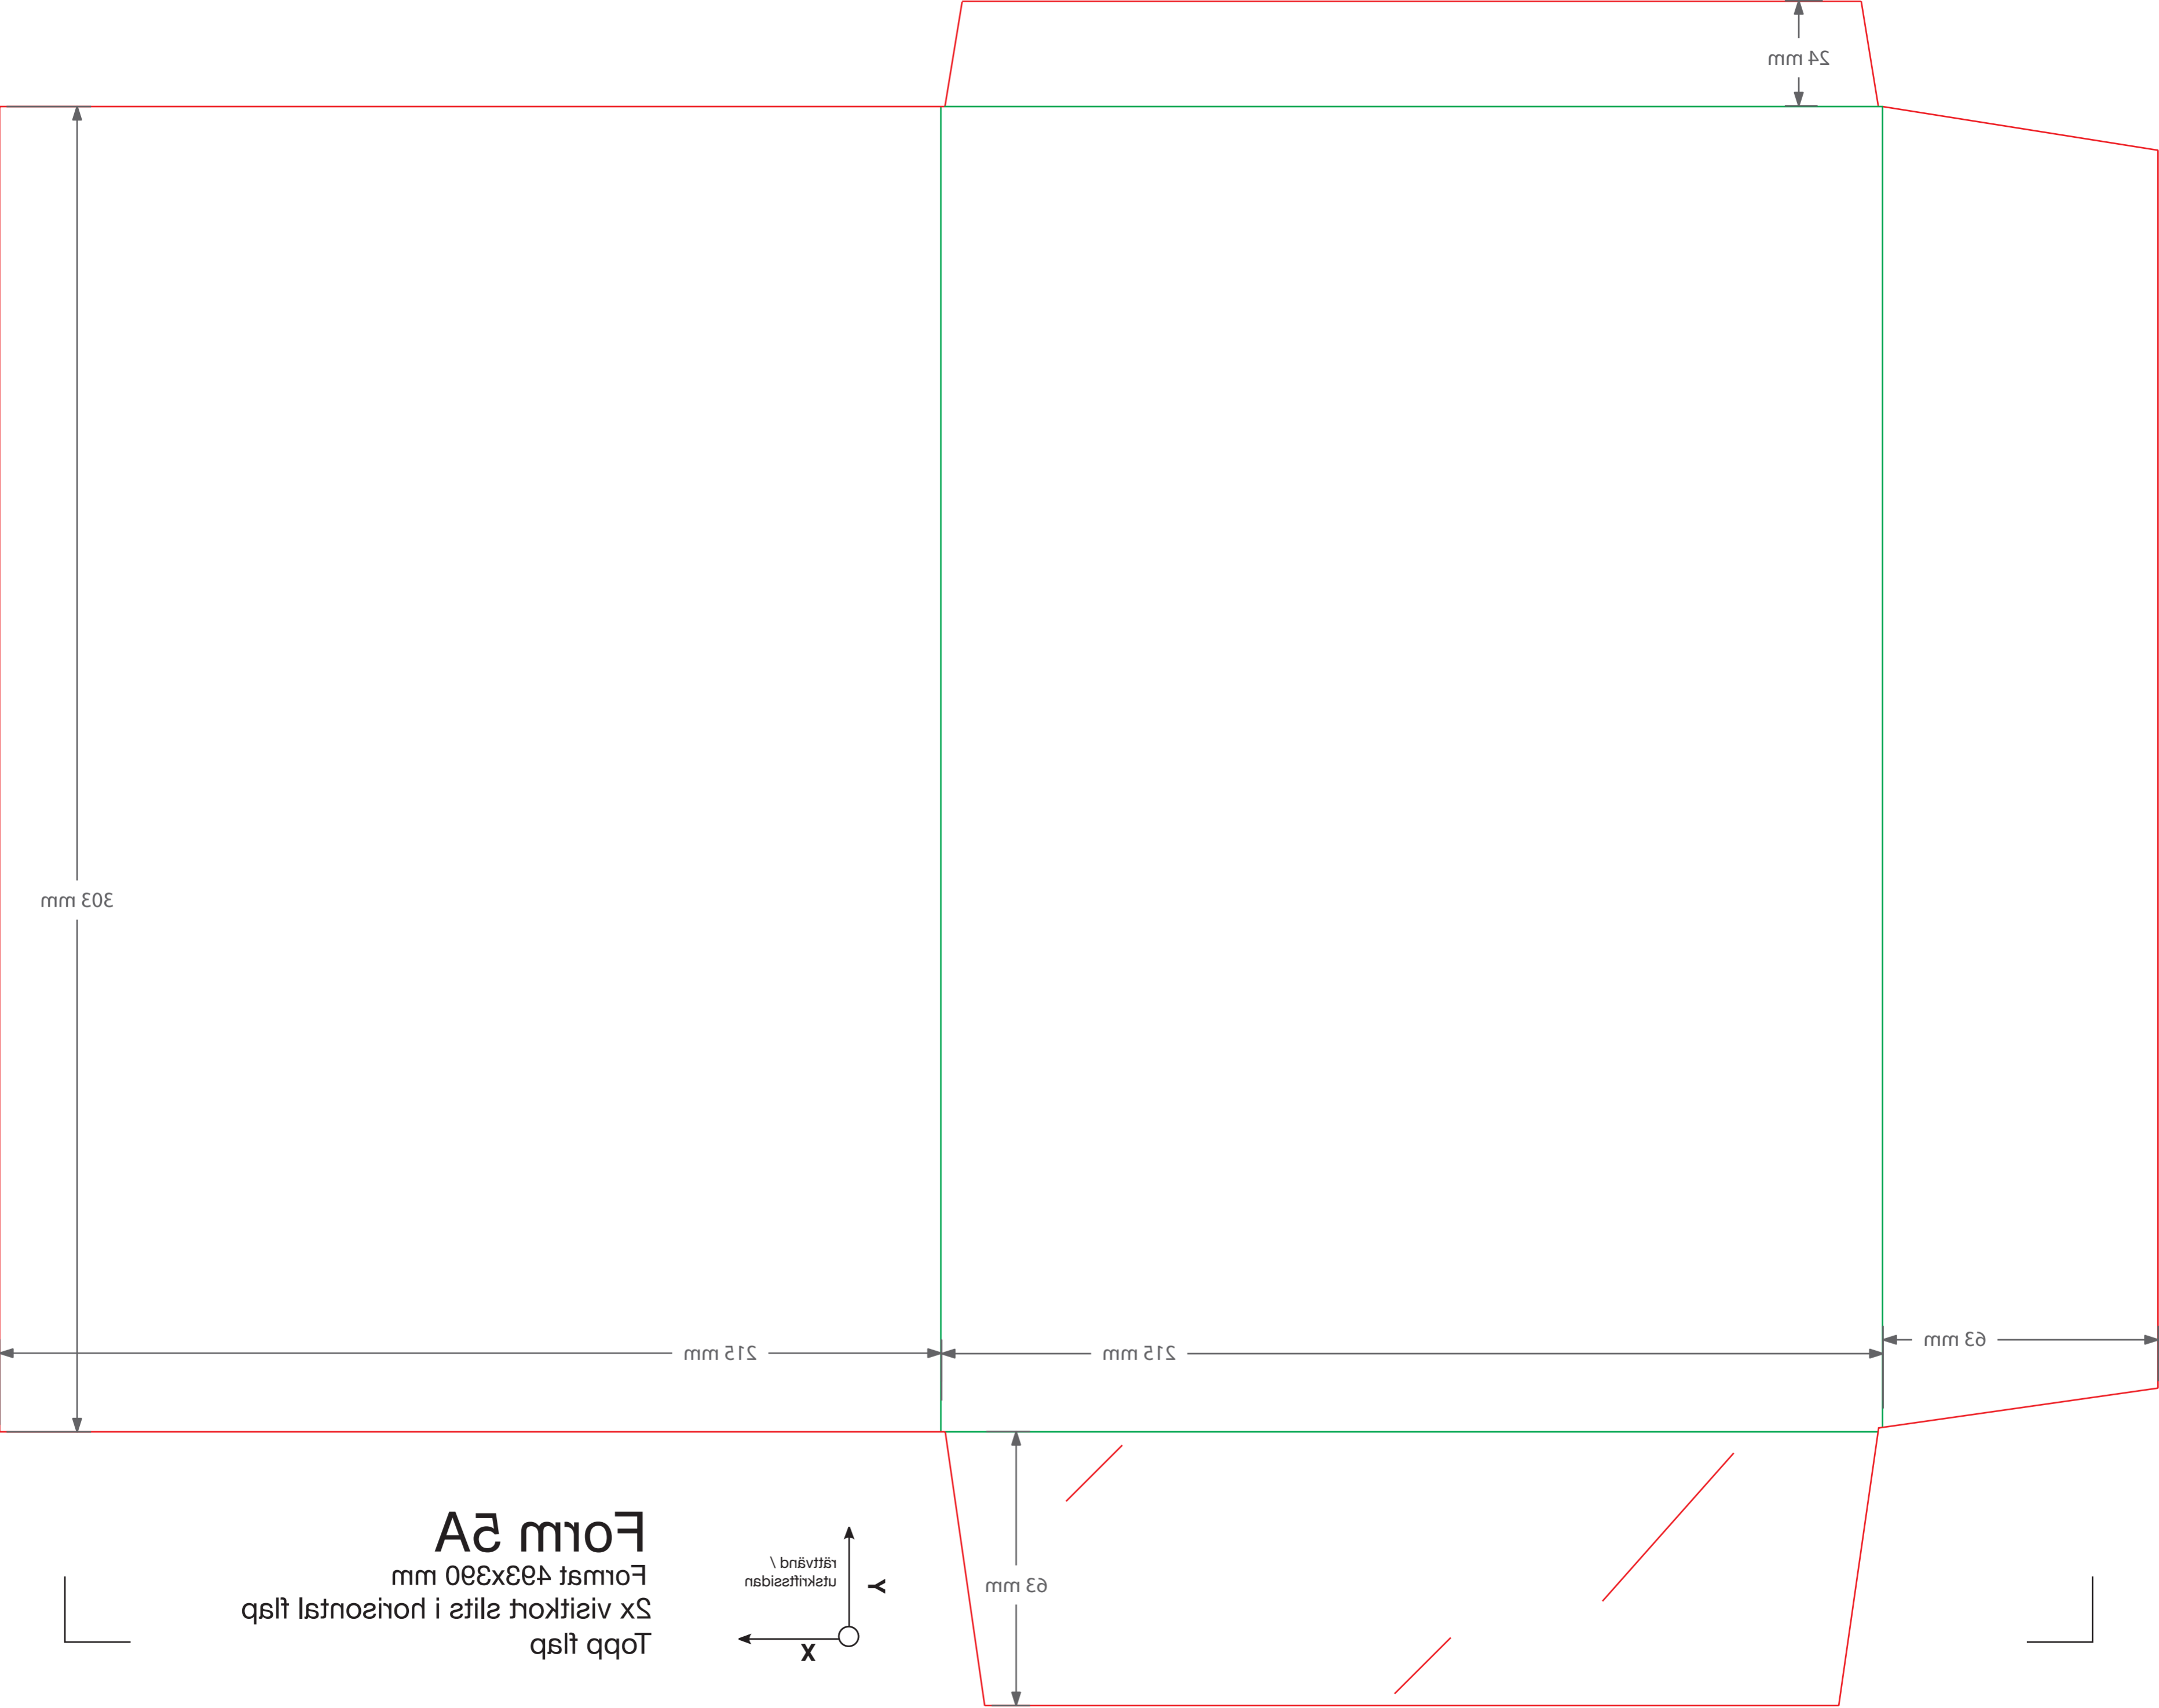 24 mm
303 mm
215 mm
215 mm
63 mm
63 mm
Form 5A
Format 493x390 mm
2x visitkort slits i horisontal flap
Topp flap
rättvänd /
utskriftssidan
Y
X